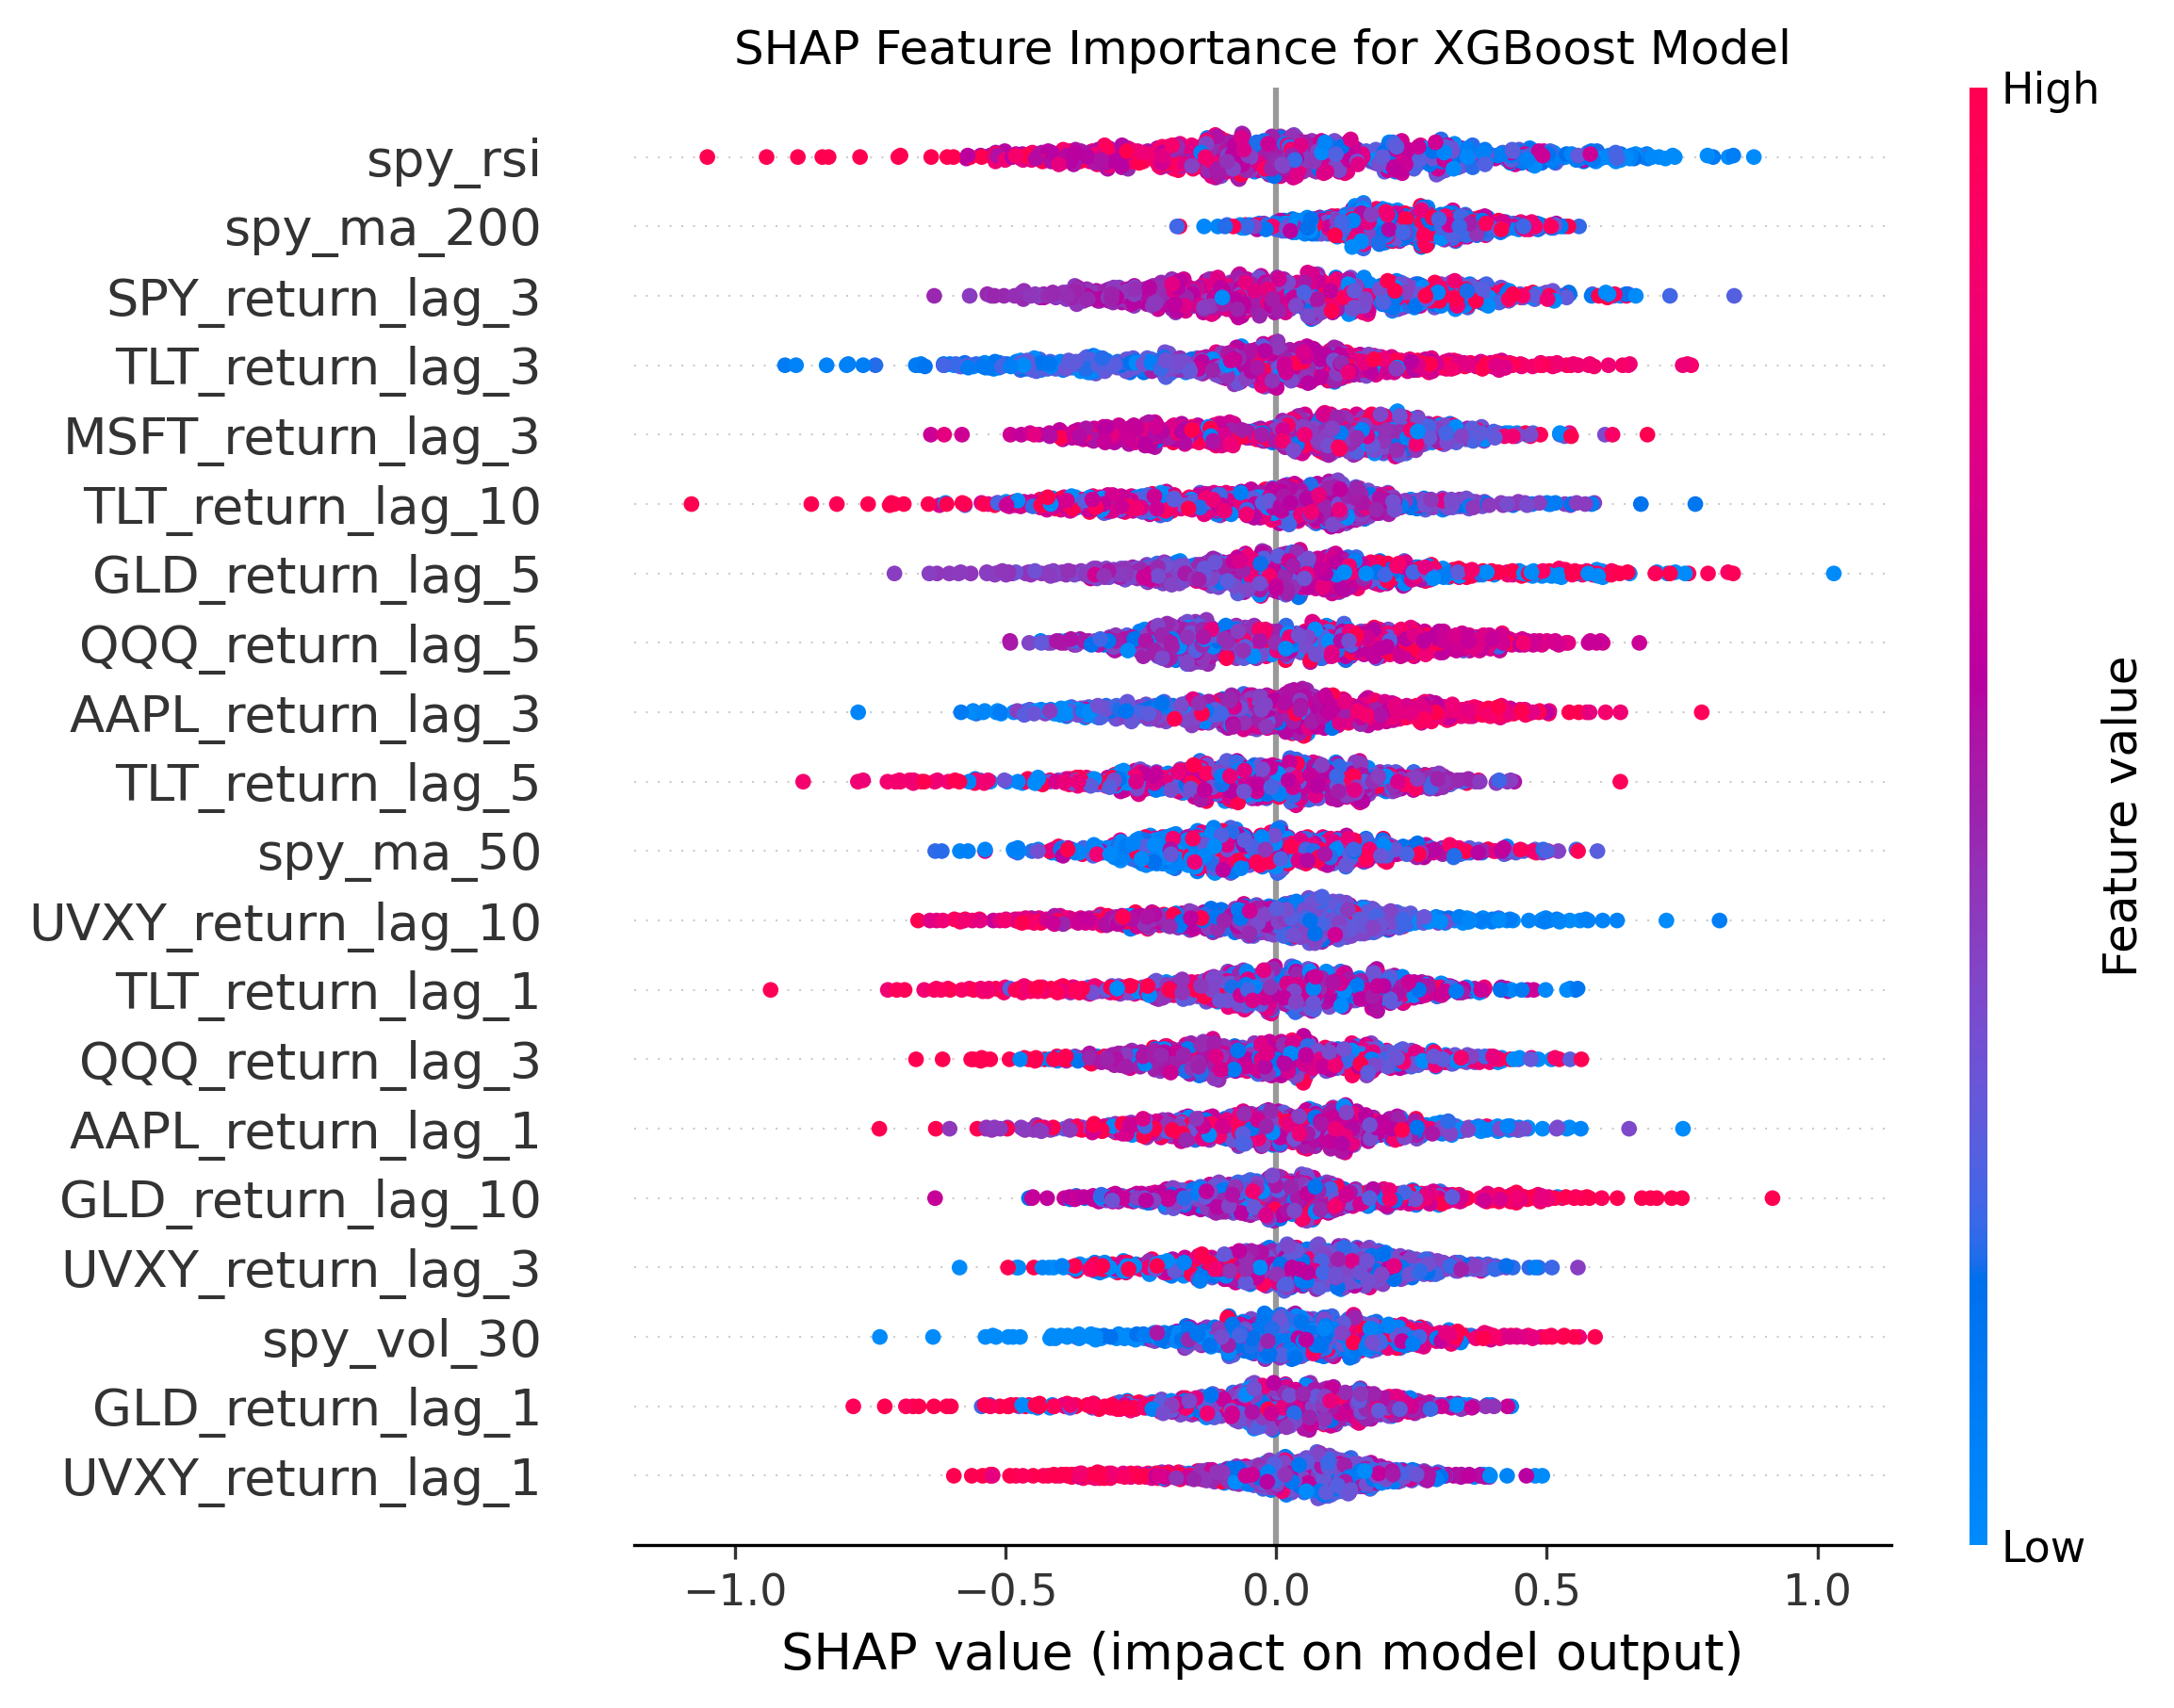 SHAP Feature Importance for XGBoost Model
High
spy_rsi
spy_ma_200
SPY_return_lag_3
TLT_return_lag_3
MSFT_return_lag_3
TLT_return_lag_10
GLD_return_lag_5
QQQ_return_lag_5
AAPL_return_lag_3
TLT_return_lag_5
spy_ma_50
UVXY_return_lag_10
TLT_return_lag_1
QQQ_return_lag_3
AAPL_return_lag_1
GLD_return_lag_10
UVXY_return_lag_3
spy_vol_30
GLD_return_lag_1
UVXY_return_lag_1
Feature value
Low
−1.0 −0.5 0.0 0.5 1.0
SHAP value (impact on model output)